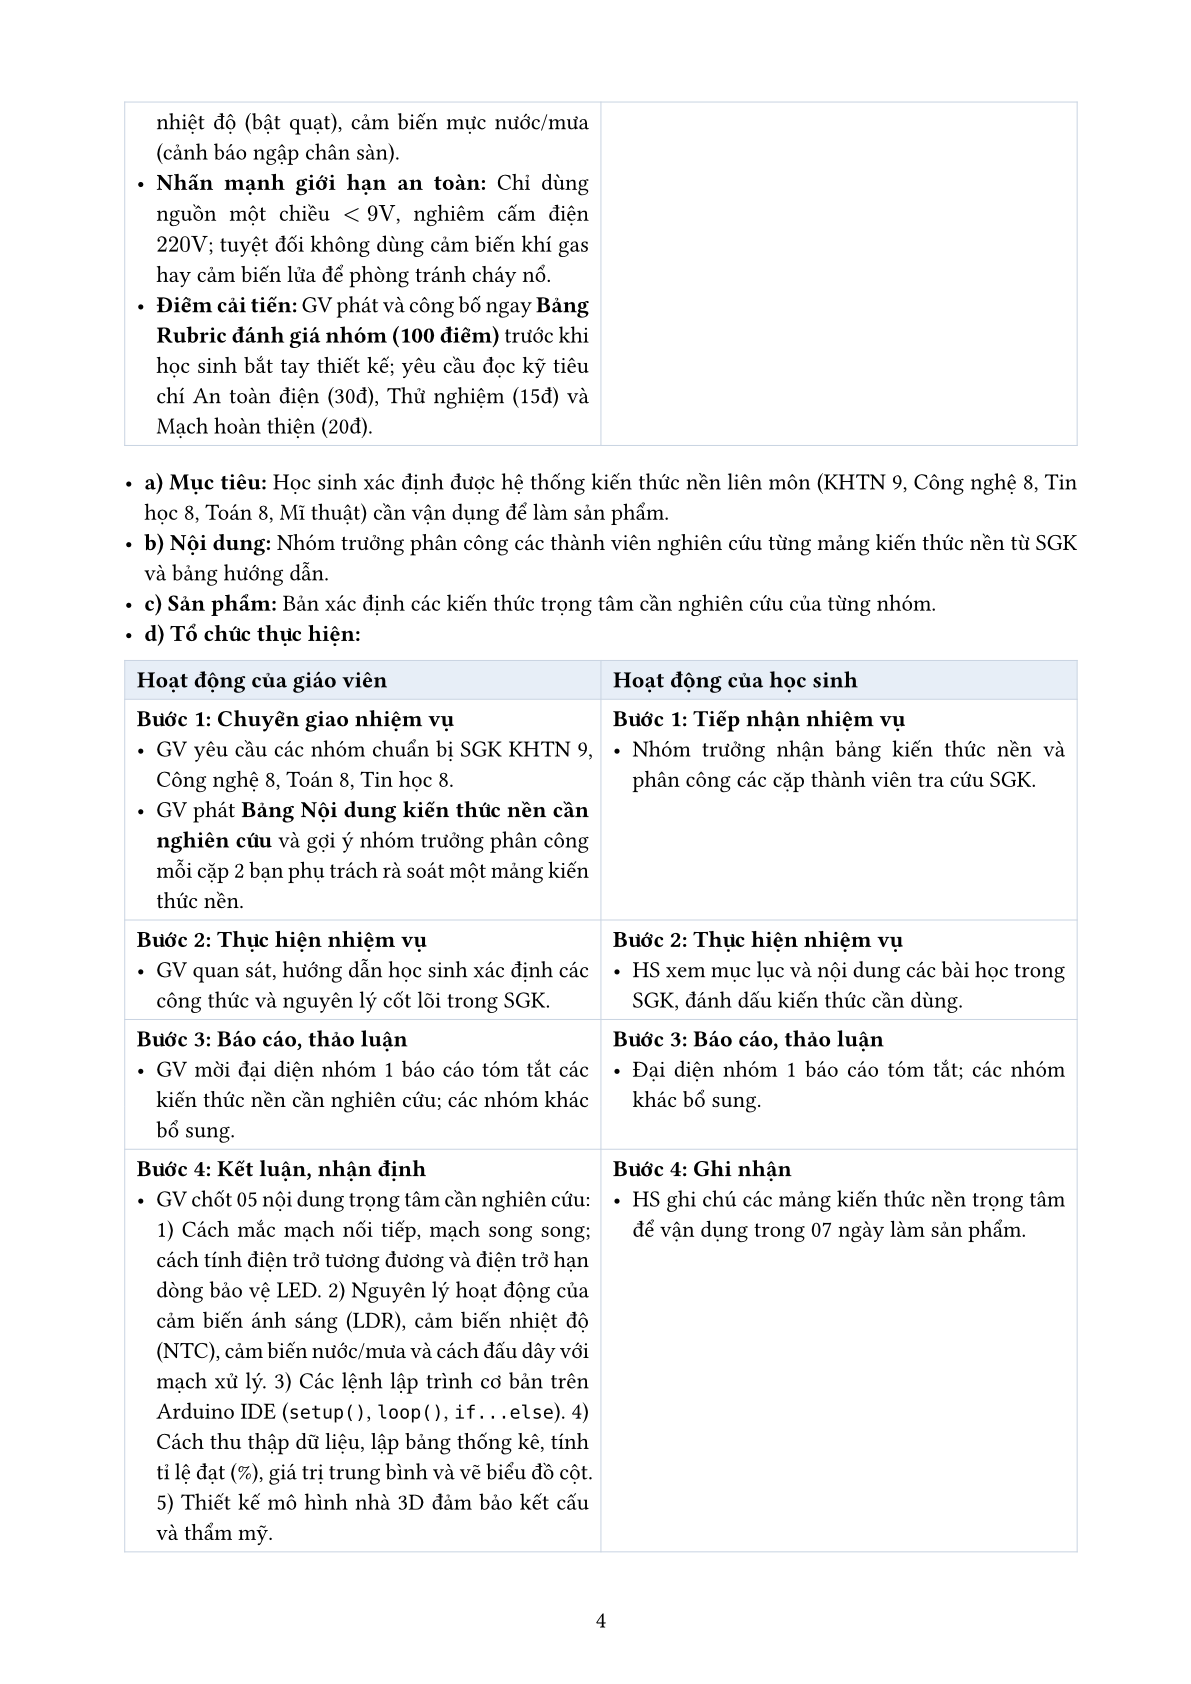 nhiệt độ (bật quạt), cảm biến mực nước/mưa
(cảnh báo ngập chân sàn).
• Nhấn mạnh giới hạn an toàn: Chỉ dùng
nguồn một chiều < 9V, nghiêm cấm điện
220V; tuyệt đối không dùng cảm biến khí gas
hay cảm biến lửa để phòng tránh cháy nổ.
• Điểm cải tiến: GV phát và công bố ngay Bảng
Rubric đánh giá nhóm (100 điểm) trước khi
học sinh bắt tay thiết kế; yêu cầu đọc kỹ tiêu
chí An toàn điện (30đ), Thử nghiệm (15đ) và
Mạch hoàn thiện (20đ).
• a) Mục tiêu: Học sinh xác định được hệ thống kiến thức nền liên môn (KHTN 9, Công nghệ 8, Tin
học 8, Toán 8, Mĩ thuật) cần vận dụng để làm sản phẩm.
• b) Nội dung: Nhóm trưởng phân công các thành viên nghiên cứu từng mảng kiến thức nền từ SGK
và bảng hướng dẫn.
• c) Sản phẩm: Bản xác định các kiến thức trọng tâm cần nghiên cứu của từng nhóm.
• d) Tổ chức thực hiện:
Hoạt động của giáo viên
Hoạt động của học sinh
Bước 1: Chuyển giao nhiệm vụ
• GV yêu cầu các nhóm chuẩn bị SGK KHTN 9,
Công nghệ 8, Toán 8, Tin học 8.
• GV phát Bảng Nội dung kiến thức nền cần
nghiên cứu và gợi ý nhóm trưởng phân công
mỗi cặp 2 bạn phụ trách rà soát một mảng kiến
thức nền.
Bước 1: Tiếp nhận nhiệm vụ
• Nhóm trưởng nhận bảng kiến thức nền và
phân công các cặp thành viên tra cứu SGK.
Bước 2: Thực hiện nhiệm vụ
• GV quan sát, hướng dẫn học sinh xác định các
công thức và nguyên lý cốt lõi trong SGK.
Bước 2: Thực hiện nhiệm vụ
• HS xem mục lục và nội dung các bài học trong
SGK, đánh dấu kiến thức cần dùng.
Bước 3: Báo cáo, thảo luận
• GV mời đại diện nhóm 1 báo cáo tóm tắt các
kiến thức nền cần nghiên cứu; các nhóm khác
bổ sung.
Bước 3: Báo cáo, thảo luận
• Đại diện nhóm 1 báo cáo tóm tắt; các nhóm
khác bổ sung.
Bước 4: Kết luận, nhận định
• GV chốt 05 nội dung trọng tâm cần nghiên cứu:
1) Cách mắc mạch nối tiếp, mạch song song;
cách tính điện trở tương đương và điện trở hạn
dòng bảo vệ LED. 2) Nguyên lý hoạt động của
cảm biến ánh sáng (LDR), cảm biến nhiệt độ
(NTC), cảm biến nước/mưa và cách đấu dây với
mạch xử lý. 3) Các lệnh lập trình cơ bản trên
Arduino IDE (setup(), loop(), if...else). 4)
Cách thu thập dữ liệu, lập bảng thống kê, tính
tỉ lệ đạt (%), giá trị trung bình và vẽ biểu đồ cột.
5) Thiết kế mô hình nhà 3D đảm bảo kết cấu
và thẩm mỹ.
Bước 4: Ghi nhận
• HS ghi chú các mảng kiến thức nền trọng tâm
để vận dụng trong 07 ngày làm sản phẩm.
4